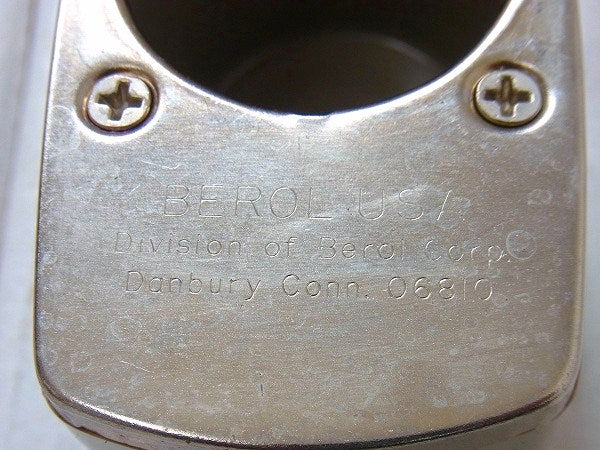 BEROL USA
Division of Berol Corp.
Danbury Conn. 06810